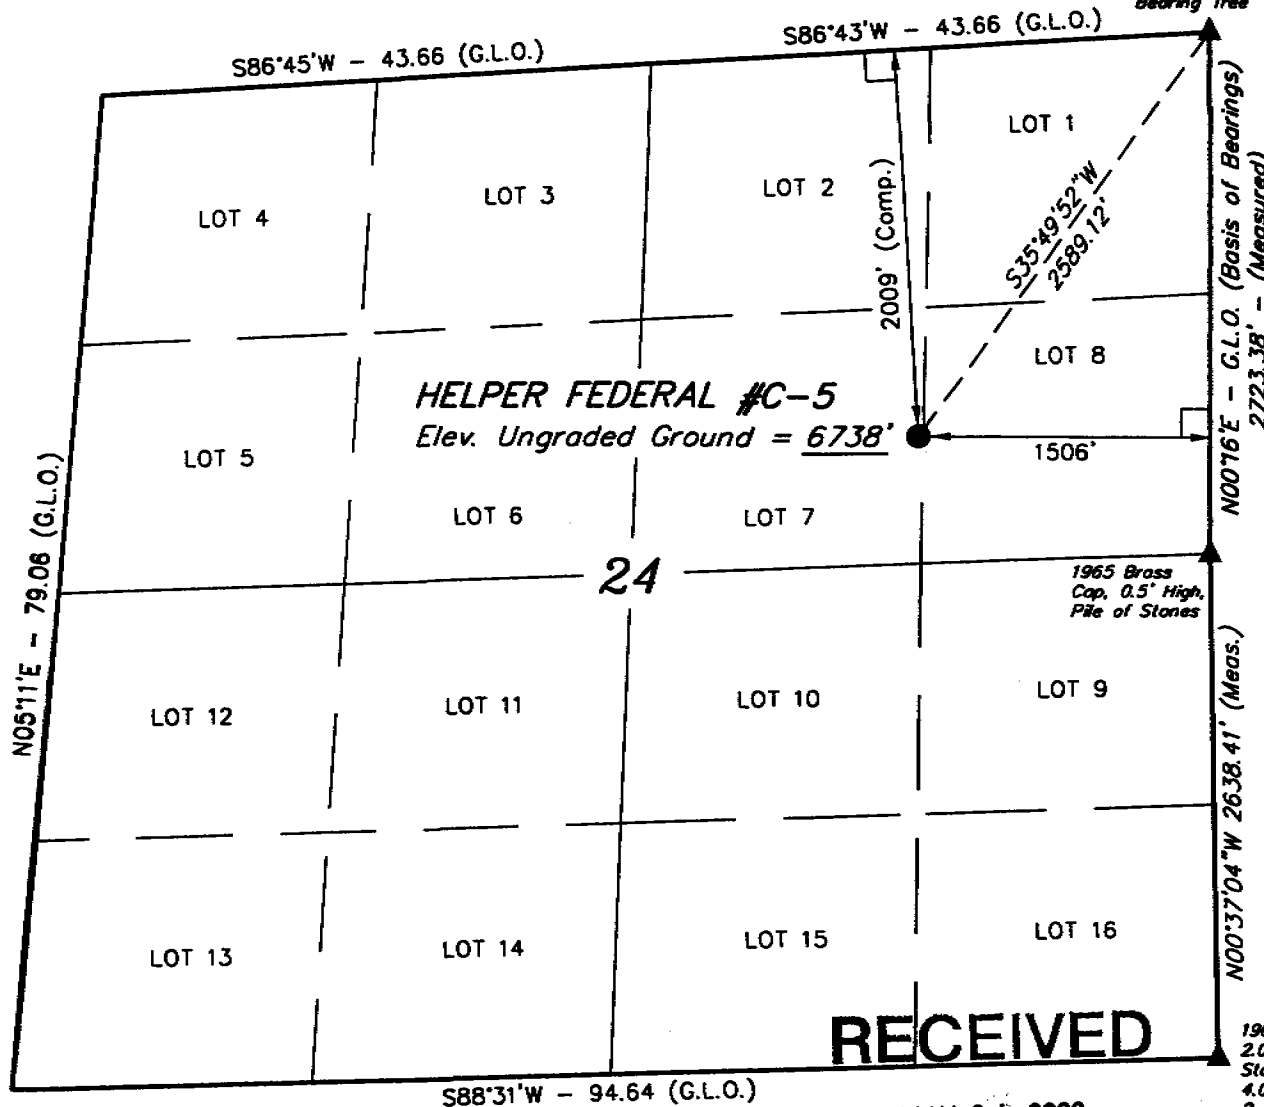 Bearing Tree
S86°45'W - 43.66 (G.L.O.)
S86°43'W - 43.66 (G.L.O.)
LOT 1
LOT 2
LOT 3
LOT 4
2009' (Comp.)
S35°49'52"W
2589.12'
N00°16'E - G.L.O. (Basis of Bearings)
2723.38' - (Measured)
LOT 8
HELPER FEDERAL #C-5
Elev. Ungraded Ground = 6738'
1506'
LOT 5
LOT 6
LOT 7
24
1965 Brass
Cap, 0.5' High,
Pile of Stones
N05°11'E - 79.06 (G.L.O.)
LOT 12
LOT 11
LOT 10
LOT 9
N00°37'04"W 2638.41' (Meas.)
LOT 13
LOT 14
LOT 15
LOT 16
RECEIVED
S88°31'W - 94.64 (G.L.O.)